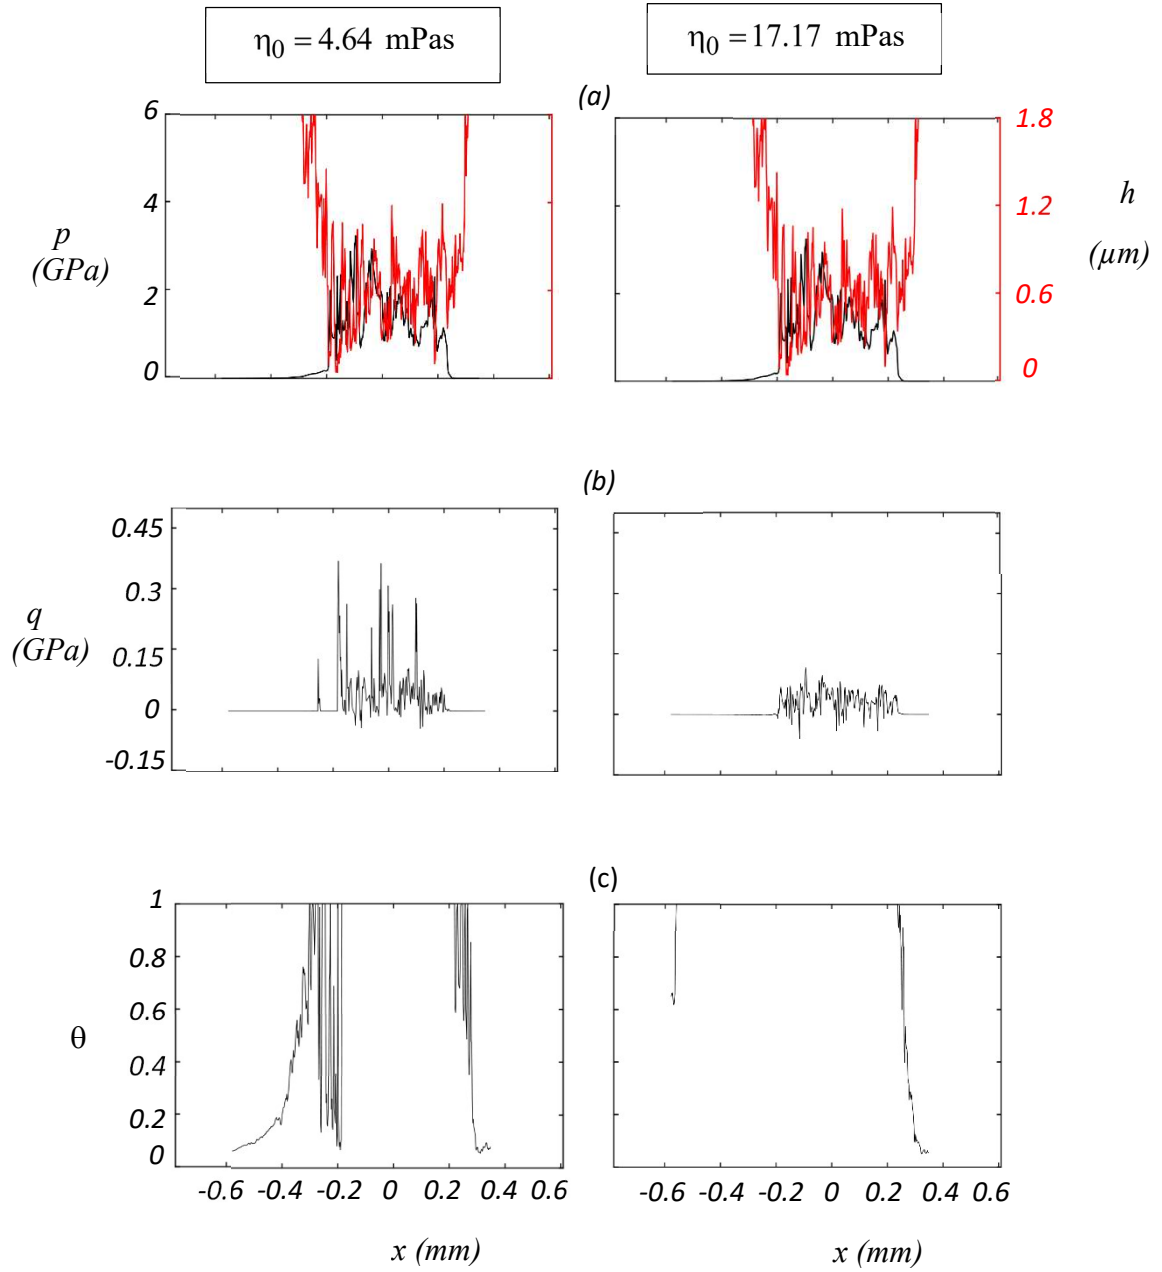 η0 = 4.64 mPas
η0 = 17.17 mPas
(a)
6
4
2
0
p
(GPa)
1.8
1.2
0.6
0
h
(μm)
(b)
0.45
0.3
0.15
0
-0.15
q
(GPa)
(c)
1
0.8
0.6
0.4
0.2
0
θ
-0.6 -0.4 -0.2 0 0.2 0.4 0.6
-0.6 -0.4 -0.2 0 0.2 0.4 0.6
x (mm)
x (mm)